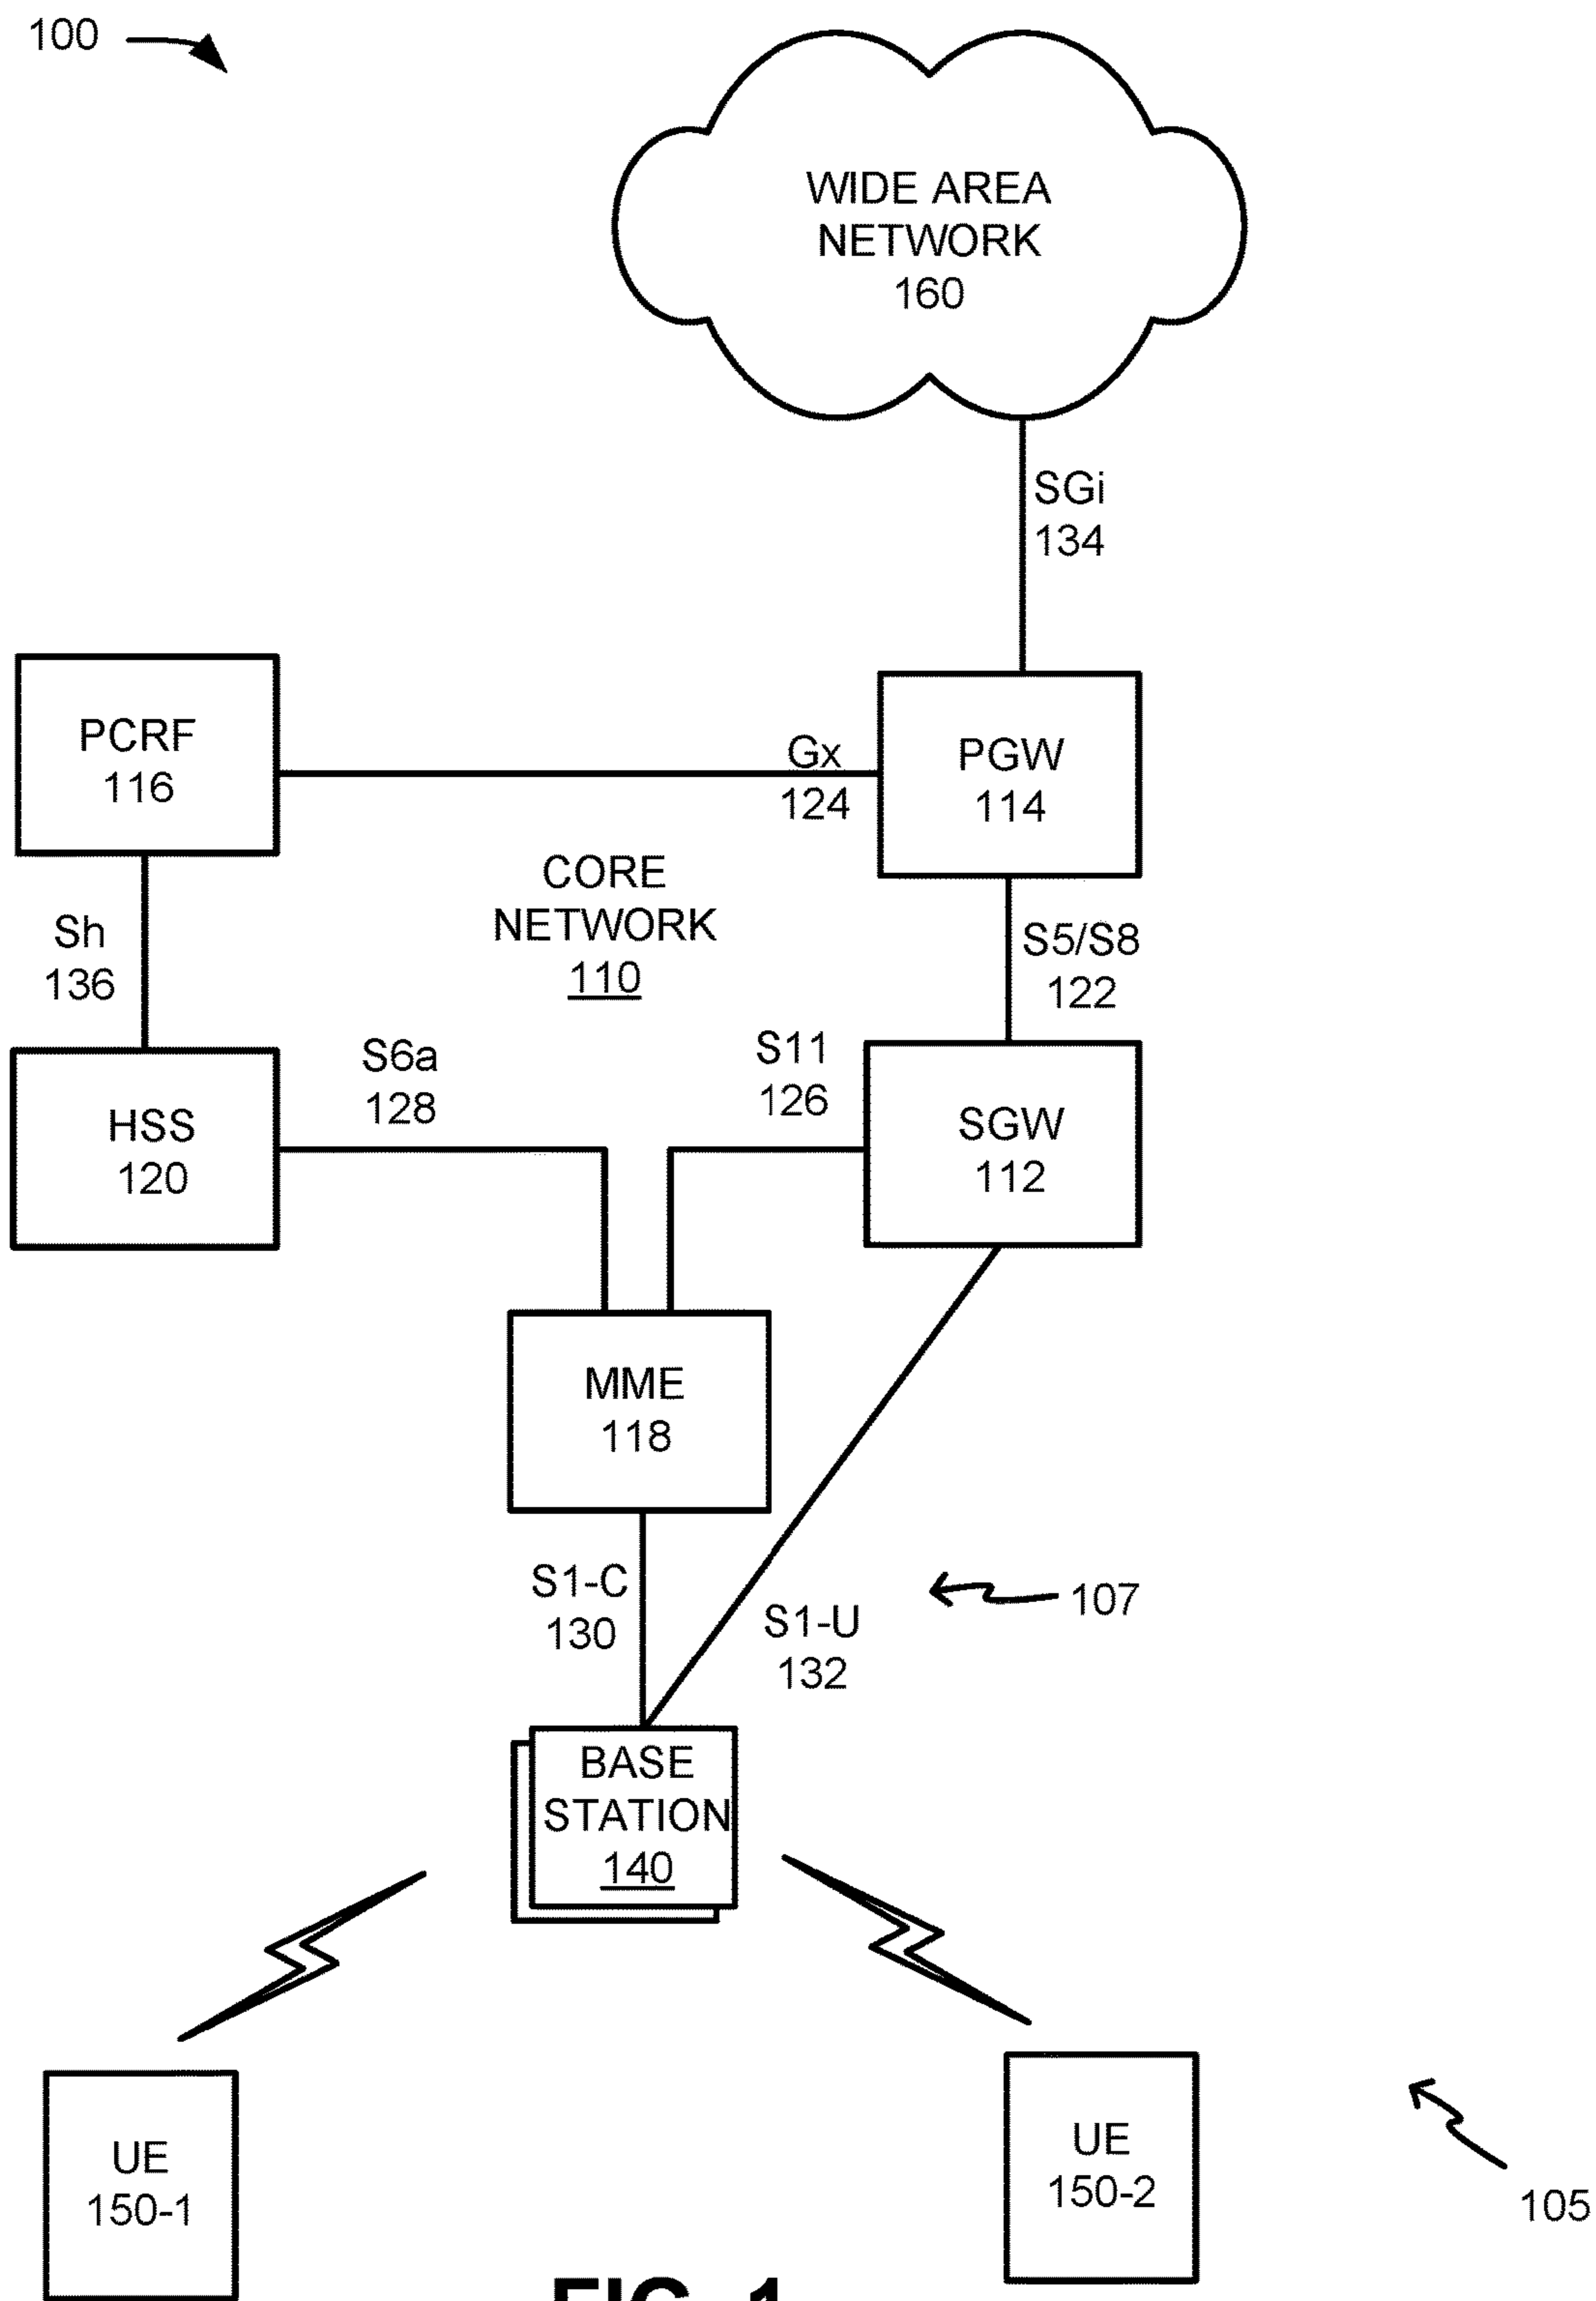 100
WIDE AREA
NETWORK
160
SGi
134
PCRF
116
Gx
124
PGW
114
CORE
NETWORK
110
Sh
136
S5/S8
122
S6a
128
S11
126
HSS
120
SGW
112
MME
118
S1-C
130
S1-U
132
107
BASE
STATION
140
UE
150-1
UE
150-2
105
FIG. 1